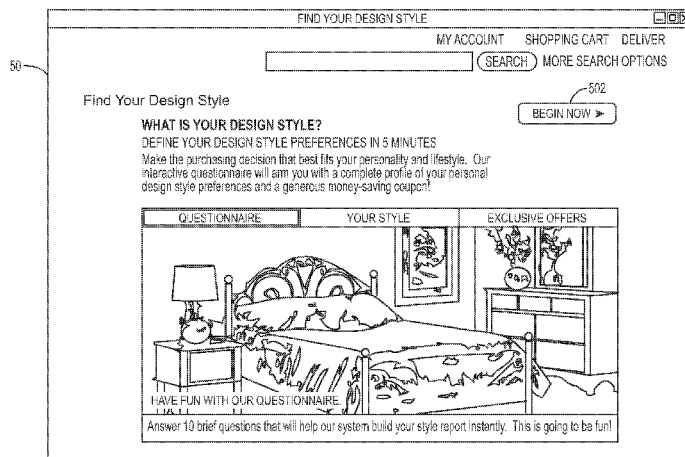 FIND YOUR DESIGN STYLE
MY ACCOUNT SHOPPING CART DELIVER
50
SEARCH MORE SEARCH OPTIONS
502
Find Your Design Style
BEGIN NOW ➤
WHAT IS YOUR DESIGN STYLE?
DEFINE YOUR DESIGN STYLE PREFERENCES IN 5 MINUTES
Make the purchasing decision that best fits your personality and lifestyle. Our
interactive questionnaire will arm you with a complete profile of your personal
design style preferences and a generous money-saving coupon!
QUESTIONNAIRE YOUR STYLE EXCLUSIVE OFFERS
HAVE FUN WITH OUR QUESTIONNAIRE.
Answer 10 brief questions that will help our system build your style report instantly. This is going to be fun!